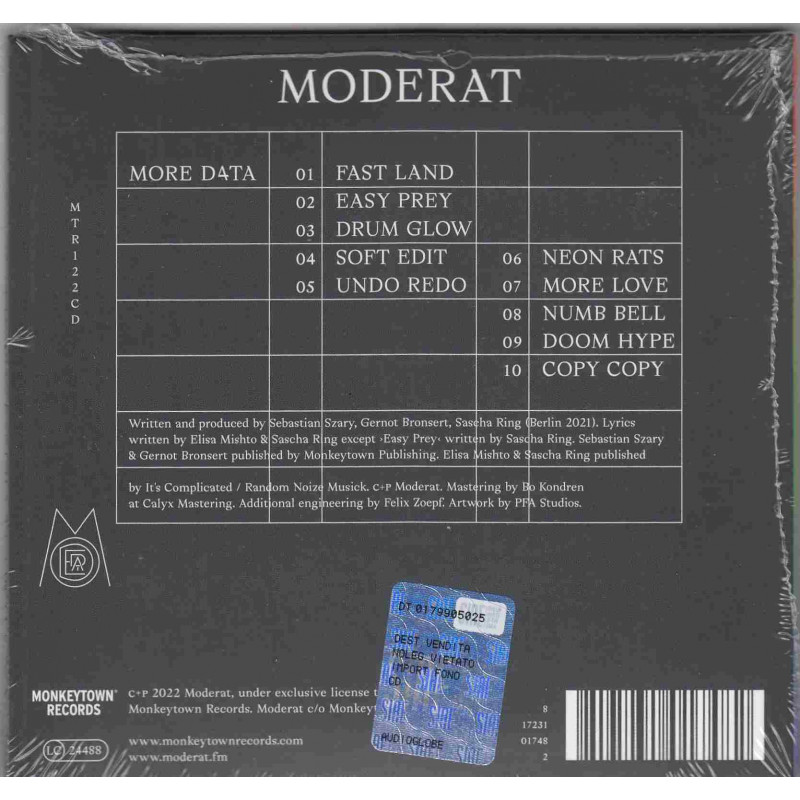 MODERAT
MORE D4TA
01 FAST LAND
02 EASY PREY
03 DRUM GLOW
04 SOFT EDIT
05 UNDO REDO
06 NEON RATS
07 MORE LOVE
08 NUMB BELL
09 DOOM HYPE
10 COPY COPY
MTR122CD
Written and produced by Sebastian Szary, Gernot Bronsert, Sascha Ring (Berlin 2021). Lyrics
written by Elisa Mishto & Sascha Ring except ›Easy Prey‹ written by Sascha Ring. Sebastian Szary
& Gernot Bronsert published by Monkeytown Publishing. Elisa Mishto & Sascha Ring published
by It's Complicated / Random Noize Musick. C+P Moderat. Mastering by Bo Kondren
at Calyx Mastering. Additional engineering by Felix Zoepf. Artwork by PFA Studios.
DT 0179905025
DEST VENDITA
NOLEG VIETATO
IMPORT FONO
CD
AUDIOGLOBE
MONKEYTOWN®
RECORDS
C+P 2022 Moderat, under exclusive license
Monkeytown Records. Moderat c/o
www.monkeytownrecords.com
www.moderat.fm
LC 24488
8
17231
01748
2